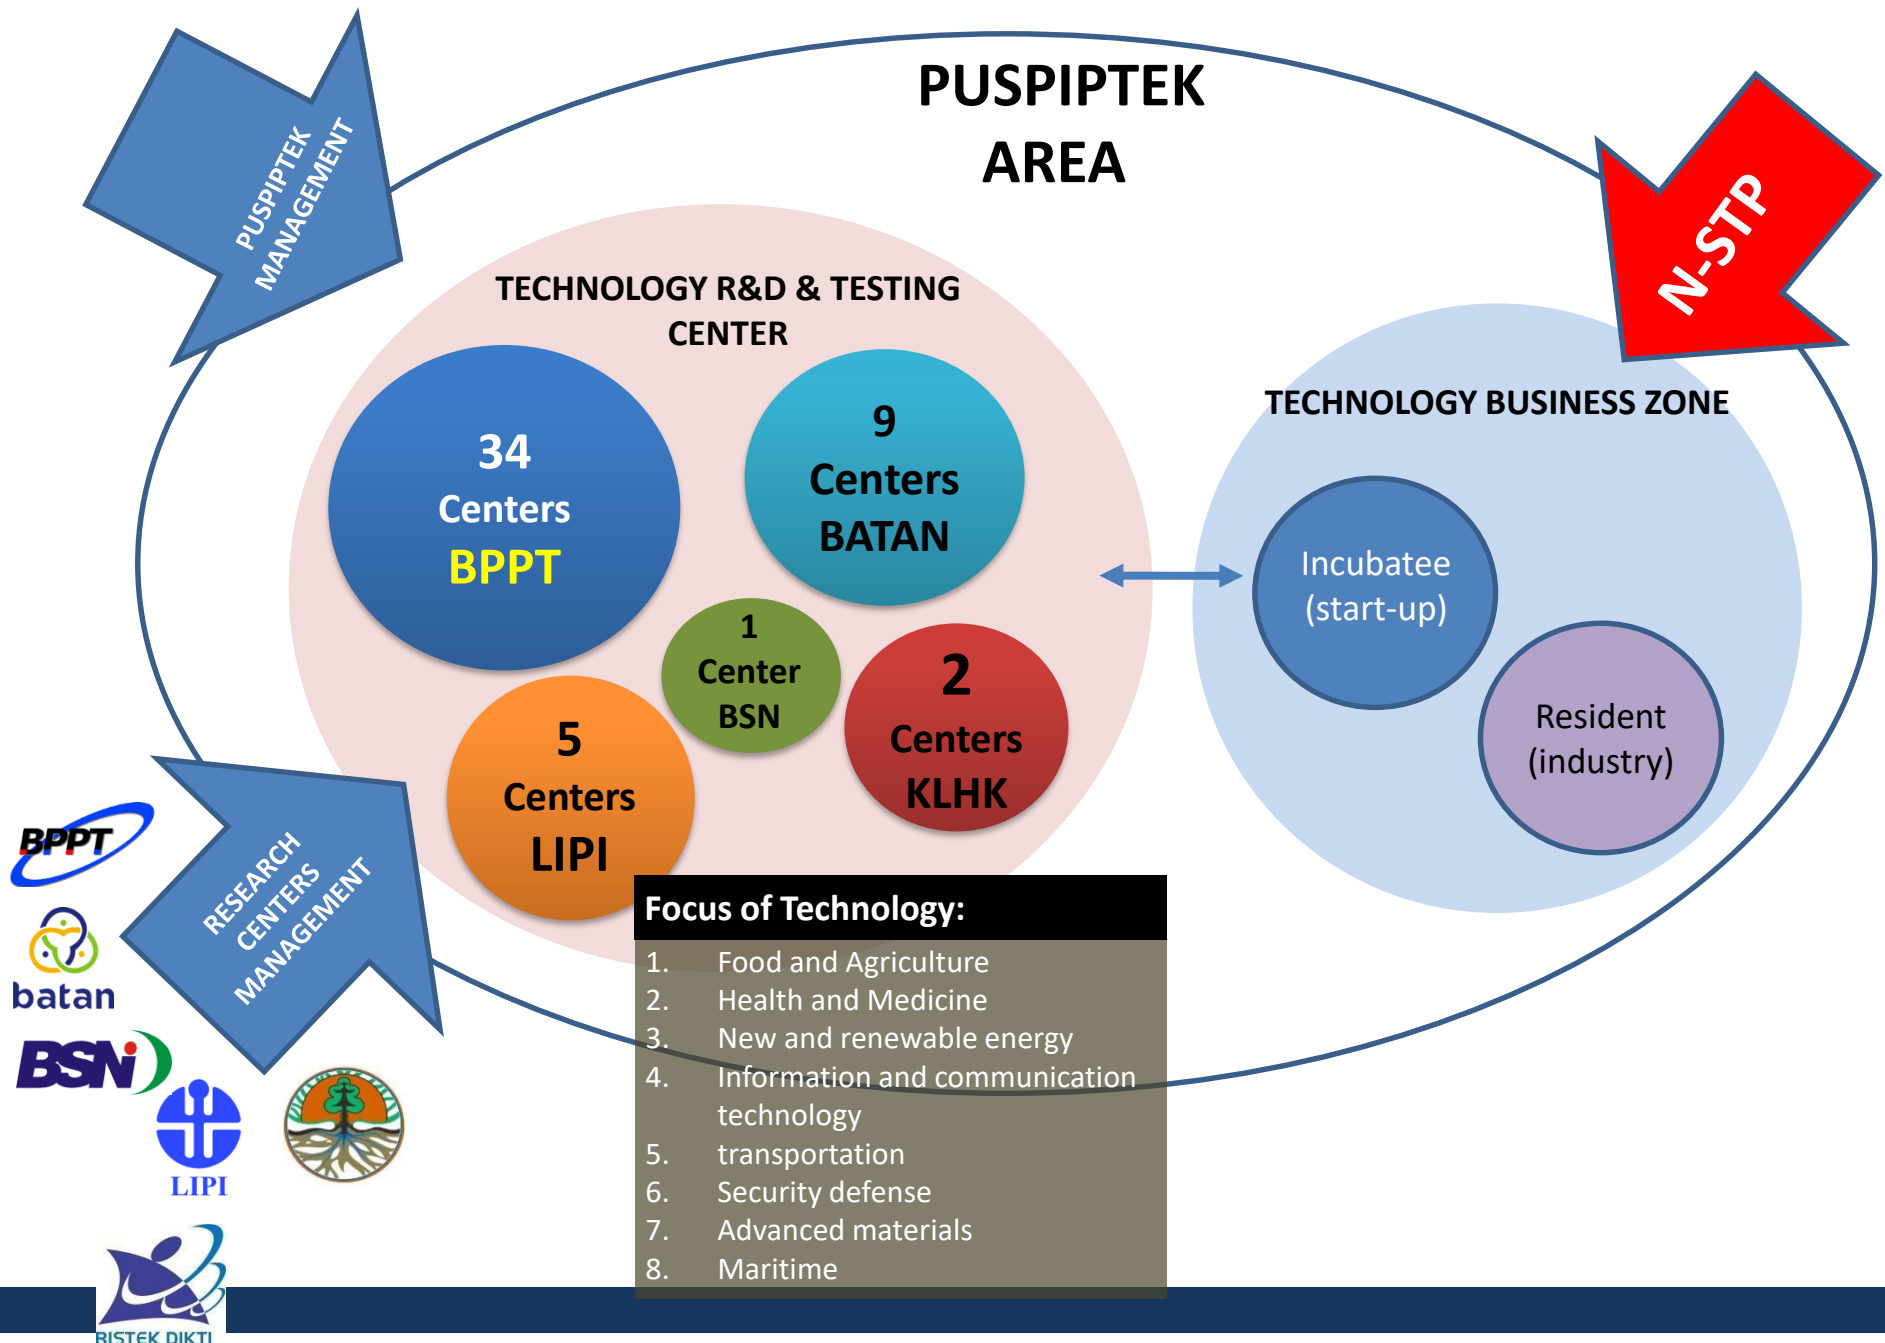 PUSPIPTEK
AREA
PUSPIPTEK
MANAGEMENT
N-STP
TECHNOLOGY R&D & TESTING
CENTER
34
Centers
BPPT
9
Centers
BATAN
1
Center
BSN
2
Centers
KLHK
5
Centers
LIPI
TECHNOLOGY BUSINESS ZONE
Incubatee
(start-up)
Resident
(industry)
RESEARCH
CENTERS
MANAGEMENT
BPPT
batan
BSN
LIPI
Focus of Technology:
1. Food and Agriculture
2. Health and Medicine
3. New and renewable energy
4. Information and communication
technology
5. transportation
6. Security defense
7. Advanced materials
8. Maritime
RISTEK DIKTI